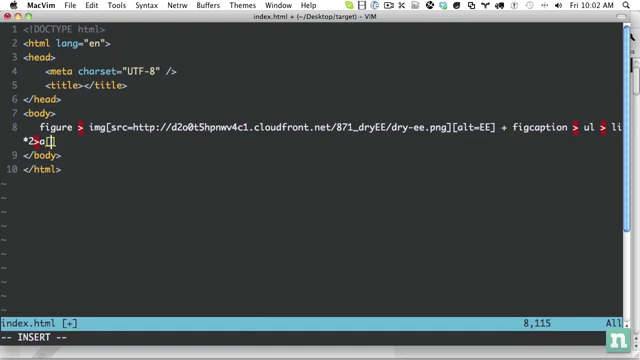 MacVim File Edit Tools Syntax Buffers Themes Window Help Fri 10:02 AM
index.html + (~/Desktop/target) - VIM
1 <!DOCTYPE html>
2 <html lang="en">
3 <head>
4 <meta charset="UTF-8" />
5 <title></title>
6 </head>
7 <body>
8 figure > img[src=http://d2o0t5hpnwv4c1.cloudfront.net/871_dryEE/dry-ee.png][alt=EE] + figcaption > ul > li
*2>a[]
9 </body>
10 </html>
~
~
~
~
~
~
~
~
index.html [+] 8,115 All
-- INSERT --
n